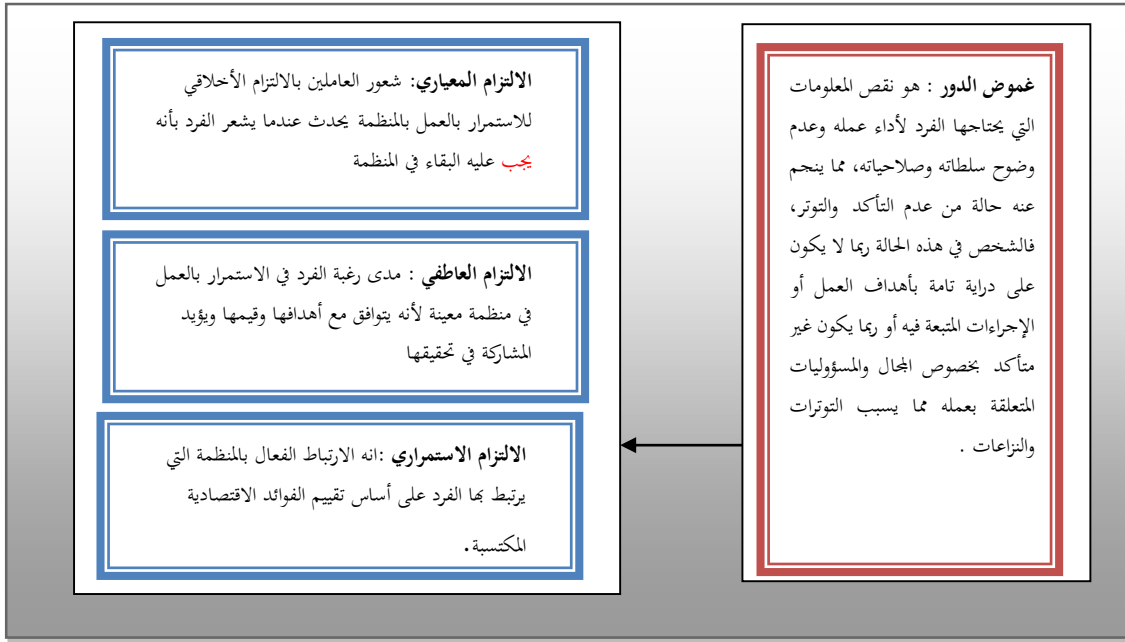 غموض الدور : هو نقص المعلومات
التي يحتاجها الفرد لأداء عمله وعدم
وضوح سلطاته وصلاحياته، مما ينجم
عنه حالة من عدم التأكد والتوتر،
فالشخص في هذه الحالة ربما لا يكون
على دراية تامة بأهداف العمل أو
الإجراءات المتبعة فيه أو ربما يكون غير
متأكد بخصوص المجال والمسؤوليات
المتعلقة بعمله مما يسبب التوترات
والنزاعات .
الالتزام المعياري: شعور العاملين بالالتزام الأخلاقي
للاستمرار بالعمل بالمنظمة يحدث عندما يشعر الفرد بأنه
يجب عليه البقاء في المنظمة
الالتزام العاطفي : مدى رغبة الفرد في الاستمرار بالعمل
في منظمة معينة لأنه يتوافق مع أهدافها وقيمها ويؤيد
المشاركة في تحقيقها
الالتزام الاستمراري :انه الارتباط الفعال بالمنظمة التي
يرتبط بها الفرد على أساس تقييم الفوائد الاقتصادية
المكتسبة.